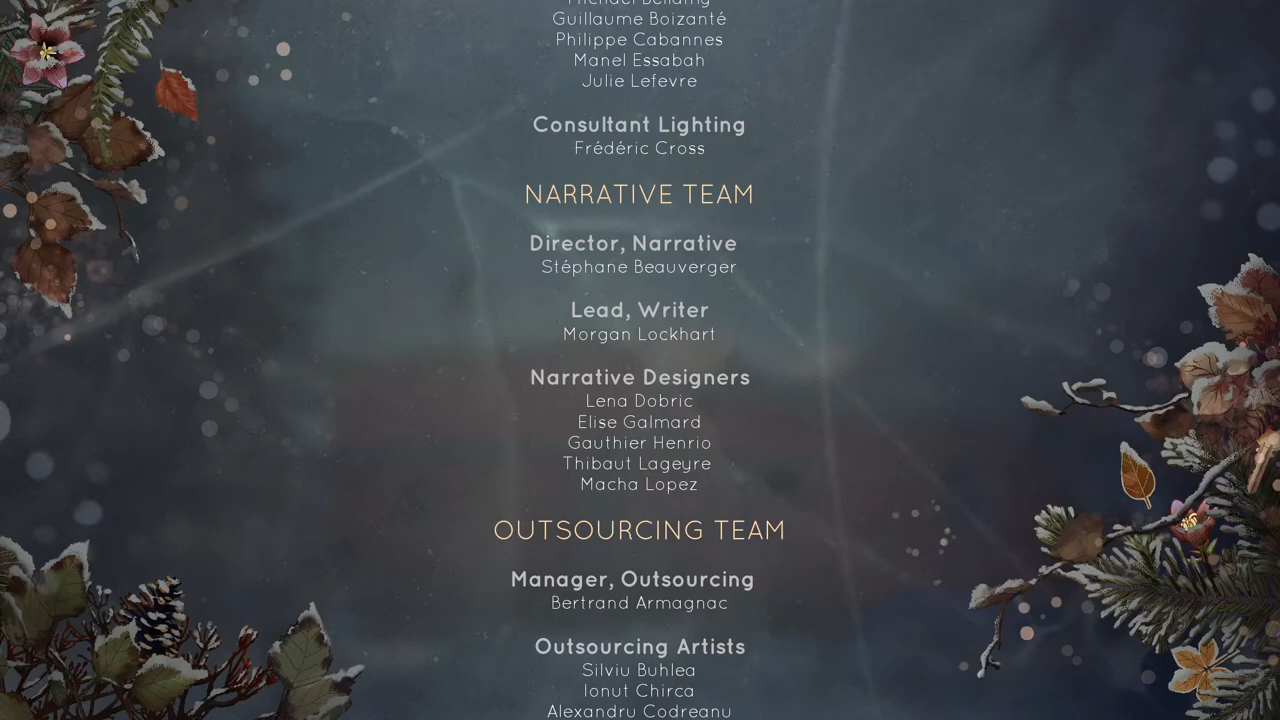 Guillaume Boizanté
Philippe Cabannes
Manel Essabah
Julie Lefevre
Consultant Lighting
Frédéric Cross
NARRATIVE TEAM
Director, Narrative
Stéphane Beauverger
Lead, Writer
Morgan Lockhart
Narrative Designers
Lena Dobric
Elise Galmard
Gauthier Henrio
Thibaut Lageyre
Macha Lopez
OUTSOURCING TEAM
Manager, Outsourcing
Bertrand Armagnac
Outsourcing Artists
Silviu Buhlea
Ionut Chirca
Alexandru Codreanu